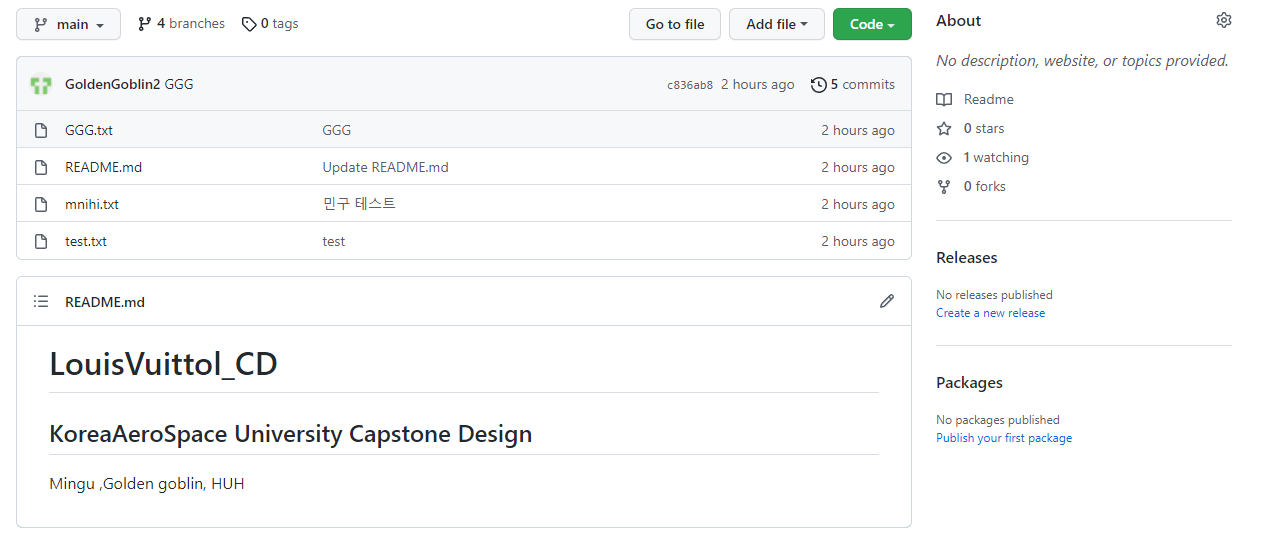 main 4 branches 0 tags Go to file Add file Code
GoldenGoblin2 GGG c836ab8 2 hours ago 5 commits
GGG.txt GGG 2 hours ago
README.md Update README.md 2 hours ago
mnihi.txt 민구 테스트 2 hours ago
test.txt test 2 hours ago
README.md
LouisVuittol_CD
KoreaAeroSpace University Capstone Design
Mingu ,Golden goblin, HUH
About
No description, website, or topics provided.
Readme
0 stars
1 watching
0 forks
Releases
No releases published
Create a new release
Packages
No packages published
Publish your first package